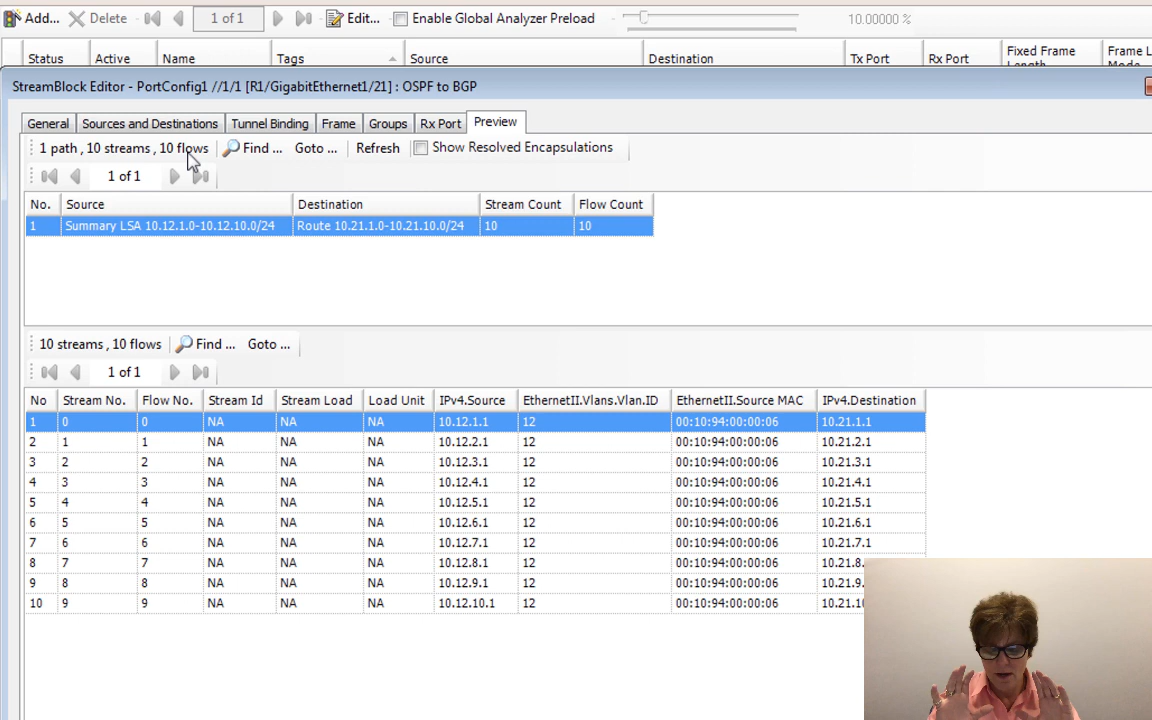 Add... Delete 1 of 1 Edit... Enable Global Analyzer Preload 10.00000 %
Status Active Name Tags Source Destination Tx Port Rx Port Fixed Frame Length Frame L Mode
StreamBlock Editor - PortConfig1 //1/1 [R1/GigabitEthernet1/21] : OSPF to BGP
General Sources and Destinations Tunnel Binding Frame Groups Rx Port Preview
1 path , 10 streams , 10 flows Find ... Goto ... Refresh Show Resolved Encapsulations
1 of 1
No. Source Destination Stream Count Flow Count
1 Summary LSA 10.12.1.0-10.12.10.0/24 Route 10.21.1.0-10.21.10.0/24 10 10
10 streams , 10 flows Find ... Goto ...
1 of 1
No Stream No. Flow No. Stream Id Stream Load Load Unit IPv4.Source EthernetII.Vlans.Vlan.ID EthernetII.Source MAC IPv4.Destination
1 0 0 NA NA NA 10.12.1.1 12 00:10:94:00:00:06 10.21.1.1
2 1 1 NA NA NA 10.12.2.1 12 00:10:94:00:00:06 10.21.2.1
3 2 2 NA NA NA 10.12.3.1 12 00:10:94:00:00:06 10.21.3.1
4 3 3 NA NA NA 10.12.4.1 12 00:10:94:00:00:06 10.21.4.1
5 4 4 NA NA NA 10.12.5.1 12 00:10:94:00:00:06 10.21.5.1
6 5 5 NA NA NA 10.12.6.1 12 00:10:94:00:00:06 10.21.6.1
7 6 6 NA NA NA 10.12.7.1 12 00:10:94:00:00:06 10.21.7.1
8 7 7 NA NA NA 10.12.8.1 12 00:10:94:00:00:06 10.21.8.
9 8 8 NA NA NA 10.12.9.1 12 00:10:94:00:00:06 10.21.9.
10 9 9 NA NA NA 10.12.10.1 12 00:10:94:00:00:06 10.21.10